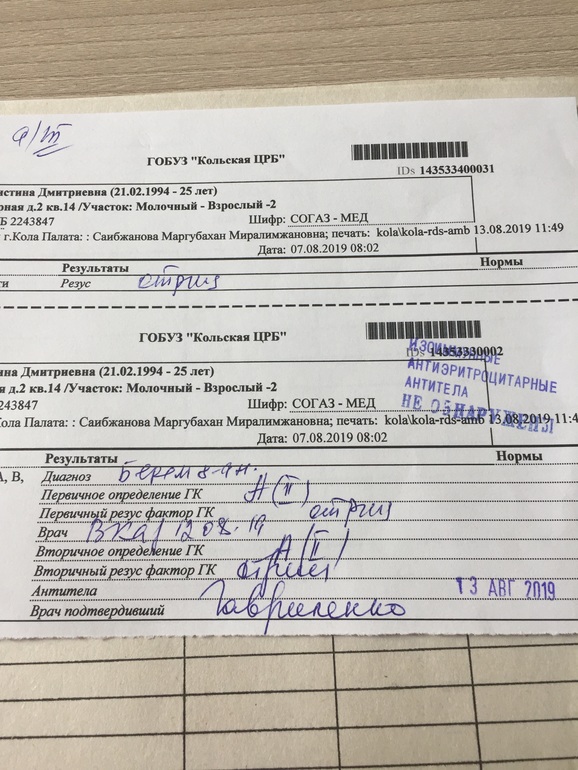 а/III
ГОБУЗ "Кольская ЦРБ"
IDs 143533400031
истина Дмитриевна (21.02.1994 - 25 лет)
рная д.2 кв.14 /Участок: Молочный - Взрослый -2
Б 2243847 Шифр: СОГАЗ - МЕД
г.Кола Палата: : Саибжанова Маргубахан Миралимжановна; печать: kola\kola-rds-amb 13.08.2019 11:49
Дата: 07.08.2019 08:02
Результаты Нормы
ти Резус отриц
ГОБУЗ "Кольская ЦРБ"
IDs 14353330002
ина Дмитриевна (21.02.1994 - 25 лет)
я д.2 кв.14 /Участок: Молочный - Взрослый -2
2243847 Шифр: СОГАЗ - МЕД
Кола Палата: : Саибжанова Маргубахан Миралимжановна; печать: kola\kola-rds-amb 13.08.2019 11:4
Дата: 07.08.2019 08:02
ИЗОИММУННЫЕ
АНТИЭРИТРОЦИТАРНЫЕ
АНТИТЕЛА
НЕ ОБНАРУЖЕНЫ
Результаты Нормы
А, В, Диагноз Беремен.
Первичное определение ГК А (II)
Первичный резус фактор ГК отриц
Врач 12 08.19
Вторичное определение ГК А (II)
Вторичный резус фактор ГК отриц
Антитела 13 АВГ 2019
Врач подтвердивший Гавриленко